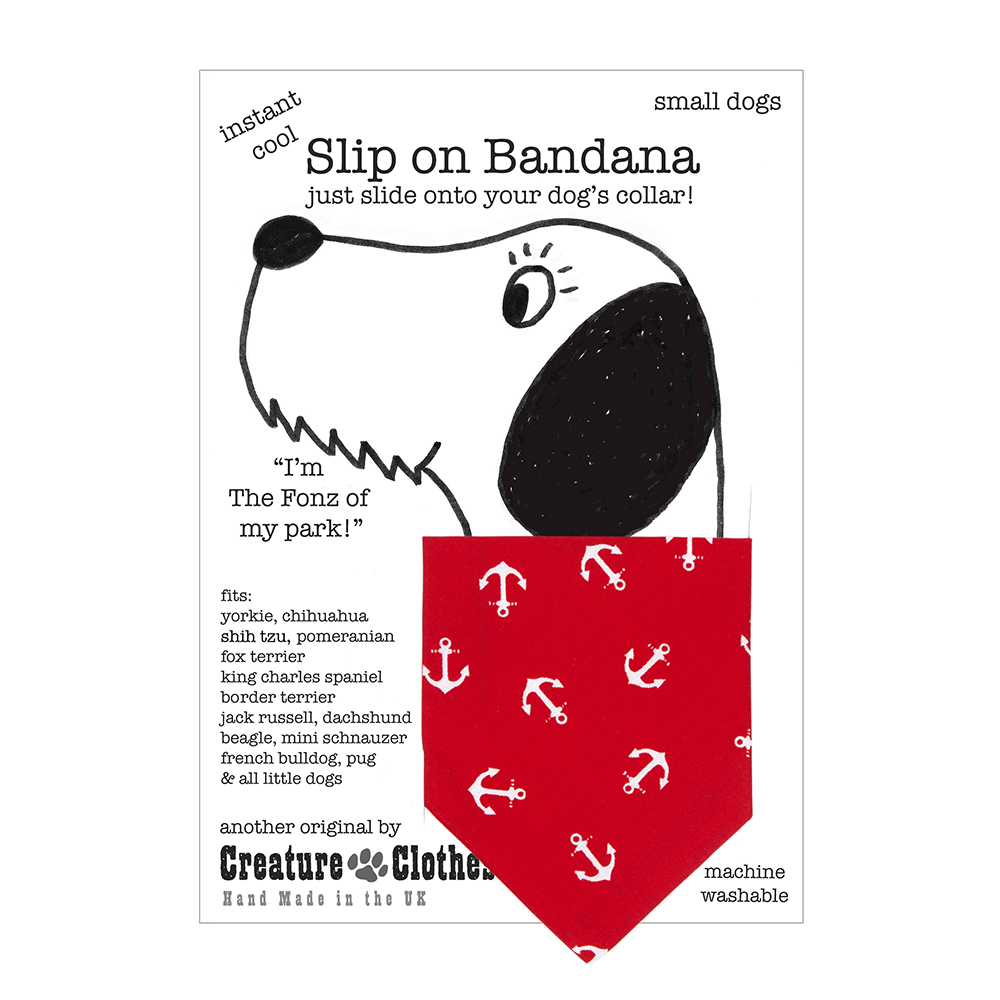 instant
cool
small dogs
Slip on Bandana
just slide onto your dog's collar!
“I'm
The Fonz of
my park!”
fits:
yorkie, chihuahua
shih tzu, pomeranian
fox terrier
king charles spaniel
border terrier
jack russell, dachshund
beagle, mini schnauzer
french bulldog, pug
& all little dogs
another original by
Creature Clothes
Hand Made in the UK
machine
washable